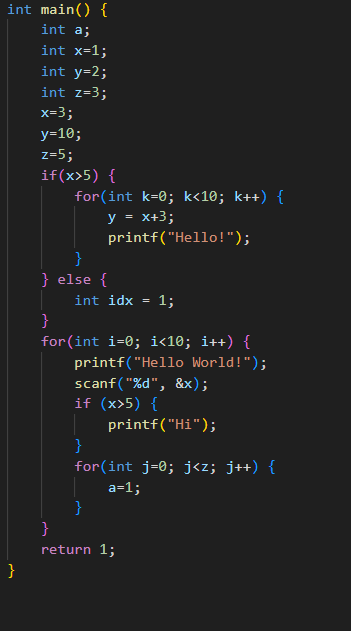 int main() {
    int a;
    int x=1;
    int y=2;
    int z=3;
    x=3;
    y=10;
    z=5;
    if(x>5) {
        for(int k=0; k<10; k++) {
            y = x+3;
            printf("Hello!");
        }
    } else {
        int idx = 1;
    }
    for(int i=0; i<10; i++) {
        printf("Hello World!");
        scanf("%d", &x);
        if (x>5) {
            printf("Hi");
        }
        for(int j=0; j<z; j++) {
            a=1;
        }
    }
    return 1;
}